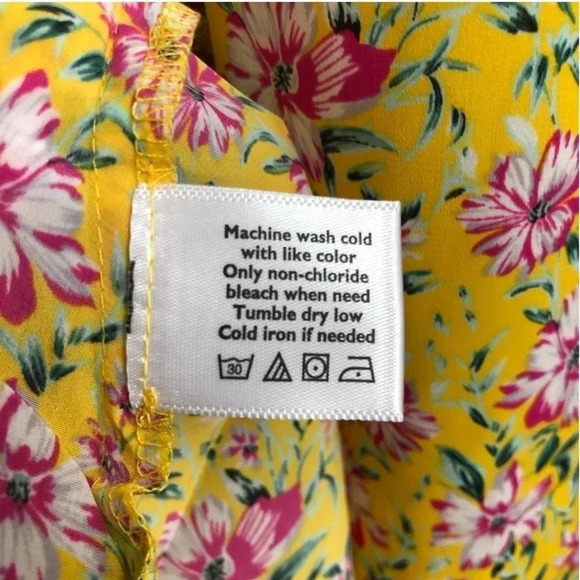 Machine wash cold
with like color
Only non-chloride
bleach when need
Tumble dry low
Cold iron if needed
30